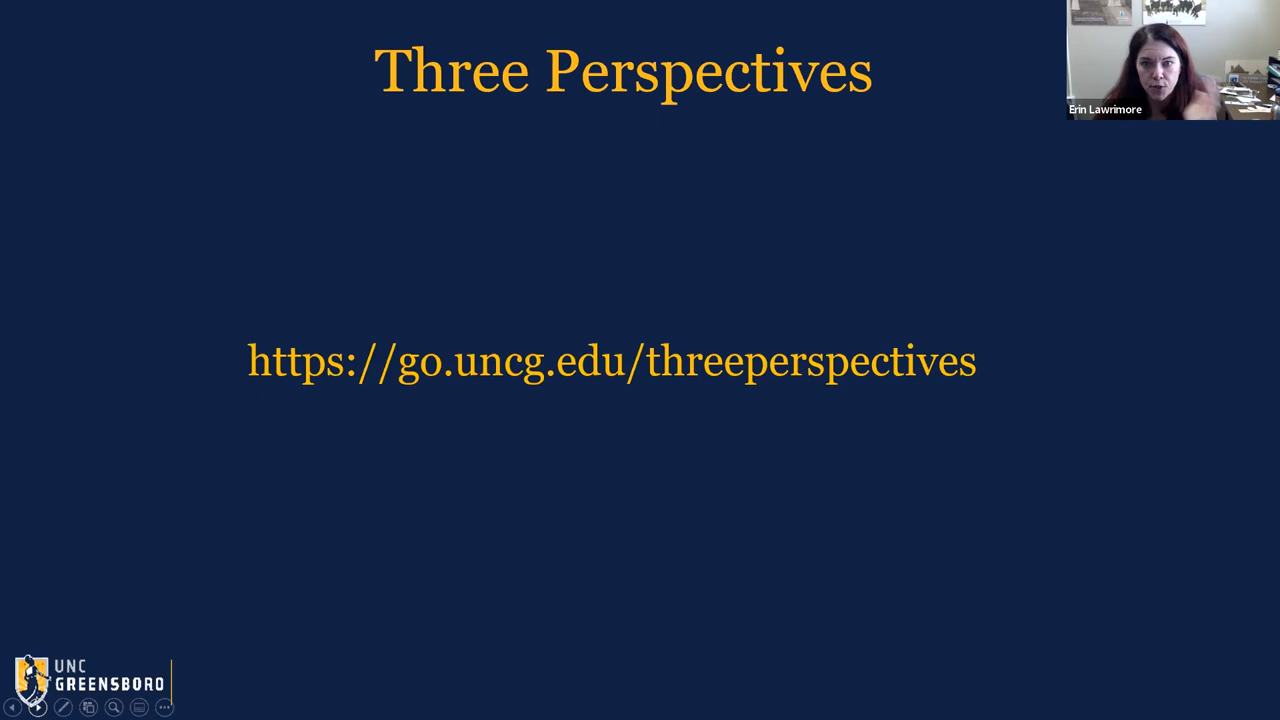 Three Perspectives
Erin Lawrimore
https://go.uncg.edu/threeperspectives
UNC
GREENSBORO